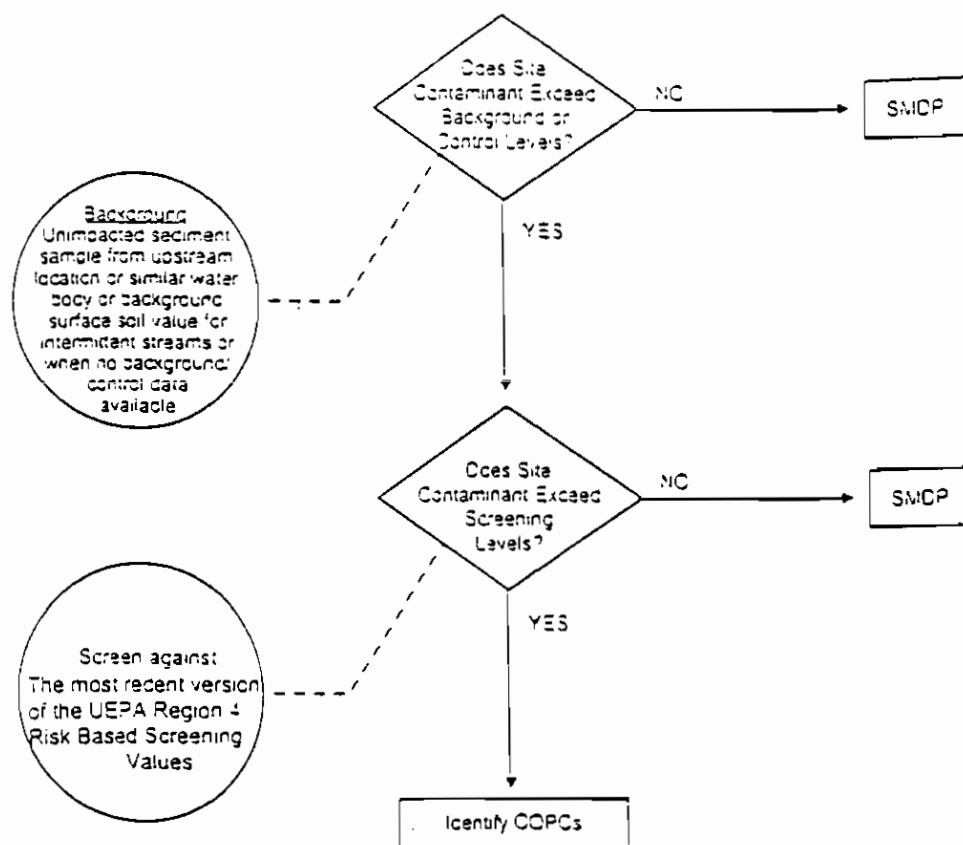 Does Site
Contaminant Exceed
Background or
Control Levels?
NO
SMDP
YES
Background
Unimpacted sediment
sample from upstream
location or similar water
body or background
surface soil value for
intermittant streams or
when no background/
control data
available
Does Site
Contaminant Exceed
Screening
Levels?
NO
SMDP
YES
Screen against
The most recent version
of the UEPA Region 4
Risk Based Screening
Values
Identify COPCs